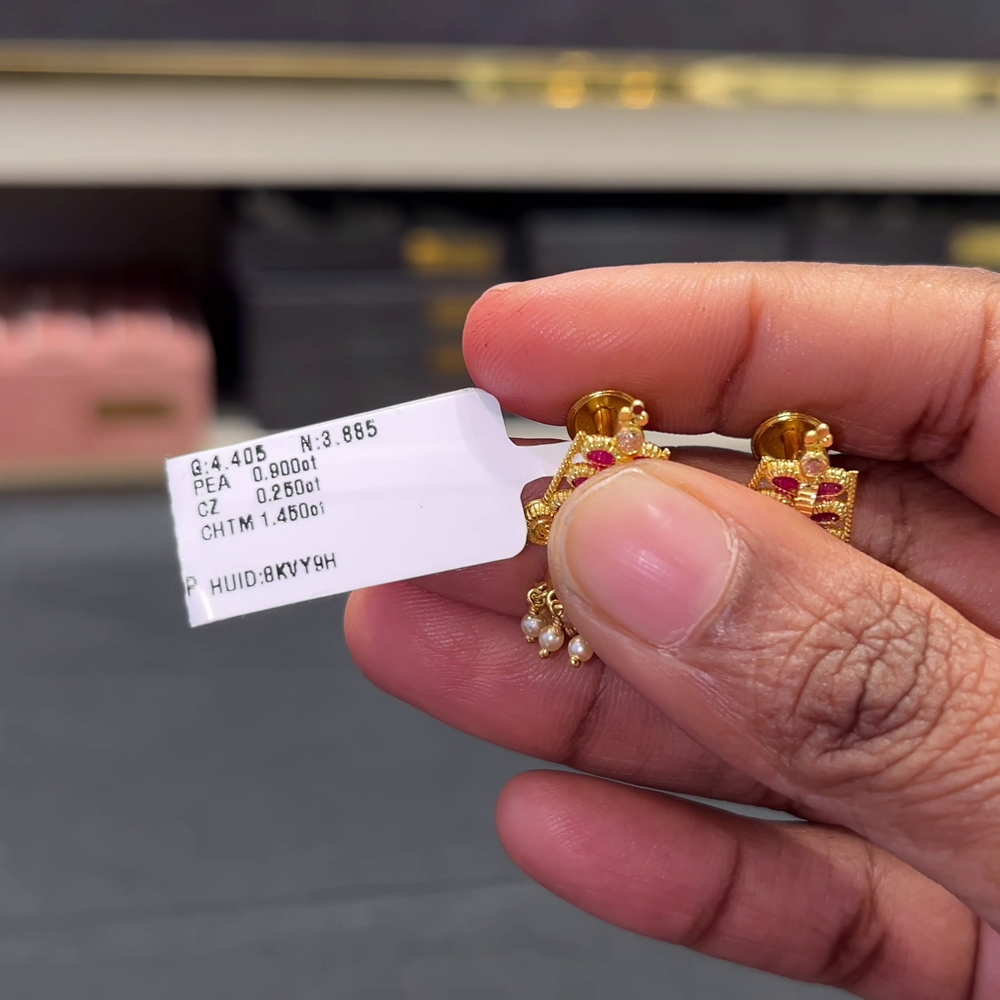 G:4.405 N:3.885
PEA 0.900ct
CZ 0.250ct
CHTM 1.450ct
P HUID:8KVY9H